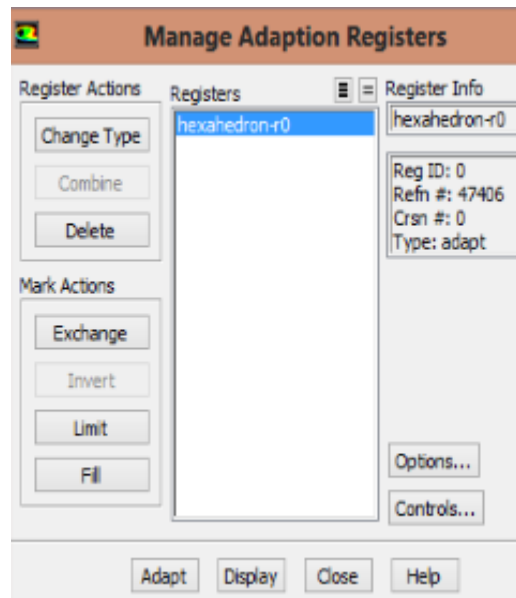 Manage Adaption Registers
Register Actions
Change Type
Combine
Delete
Mark Actions
Exchange
Invert
Limit
Fill
Registers
hexahedron-r0
Register Info
hexahedron-r0
Reg ID: 0
Refn #: 47406
Crsn #: 0
Type: adapt
Options...
Controls...
Adapt
Display
Close
Help